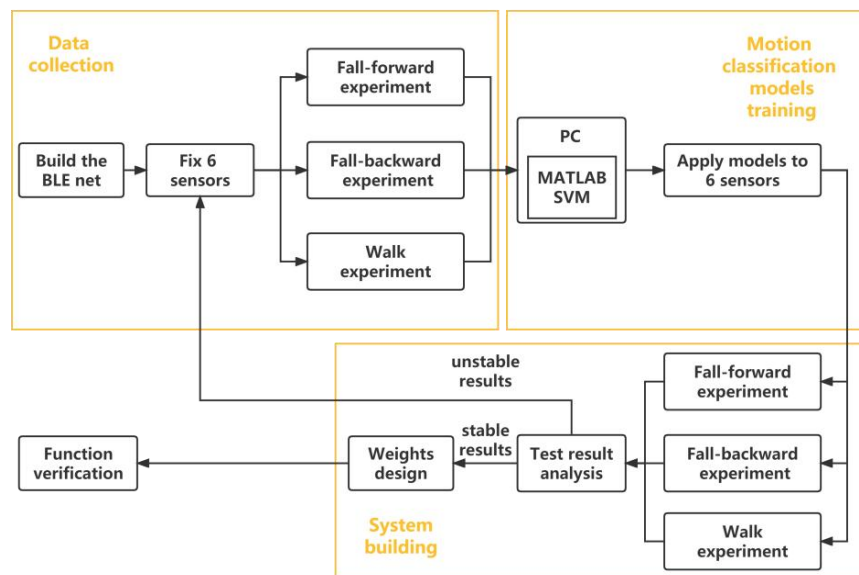 Data
collection
Build the
BLE net
Fix 6
sensors
Fall-forward
experiment
Fall-backward
experiment
Walk
experiment
Motion
classification
models
training
PC
MATLAB
SVM
Apply models to
6 sensors
Fall-forward
experiment
Fall-backward
experiment
Walk
experiment
Test result
analysis
unstable
results
stable
results
Weights
design
Function
verification
System
building